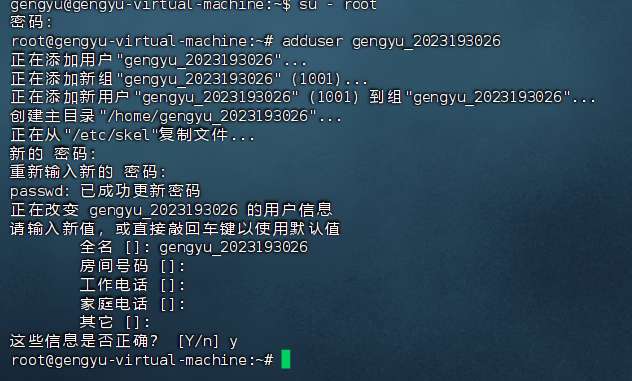 gengyu@gengyu-virtual-machine:~$ su - root
密码：
root@gengyu-virtual-machine:~# adduser gengyu_2023193026
正在添加用户"gengyu_2023193026"...
正在添加新组"gengyu_2023193026" (1001)...
正在添加新用户"gengyu_2023193026" (1001) 到组"gengyu_2023193026"...
创建主目录"/home/gengyu_2023193026"...
正在从"/etc/skel"复制文件...
新的 密码：
重新输入新的 密码：
passwd: 已成功更新密码
正在改变 gengyu_2023193026 的用户信息
请输入新值，或直接敲回车键以使用默认值
全名 []: gengyu_2023193026
房间号码 []:
工作电话 []:
家庭电话 []:
其它 []:
这些信息是否正确？ [Y/n] y
root@gengyu-virtual-machine:~#